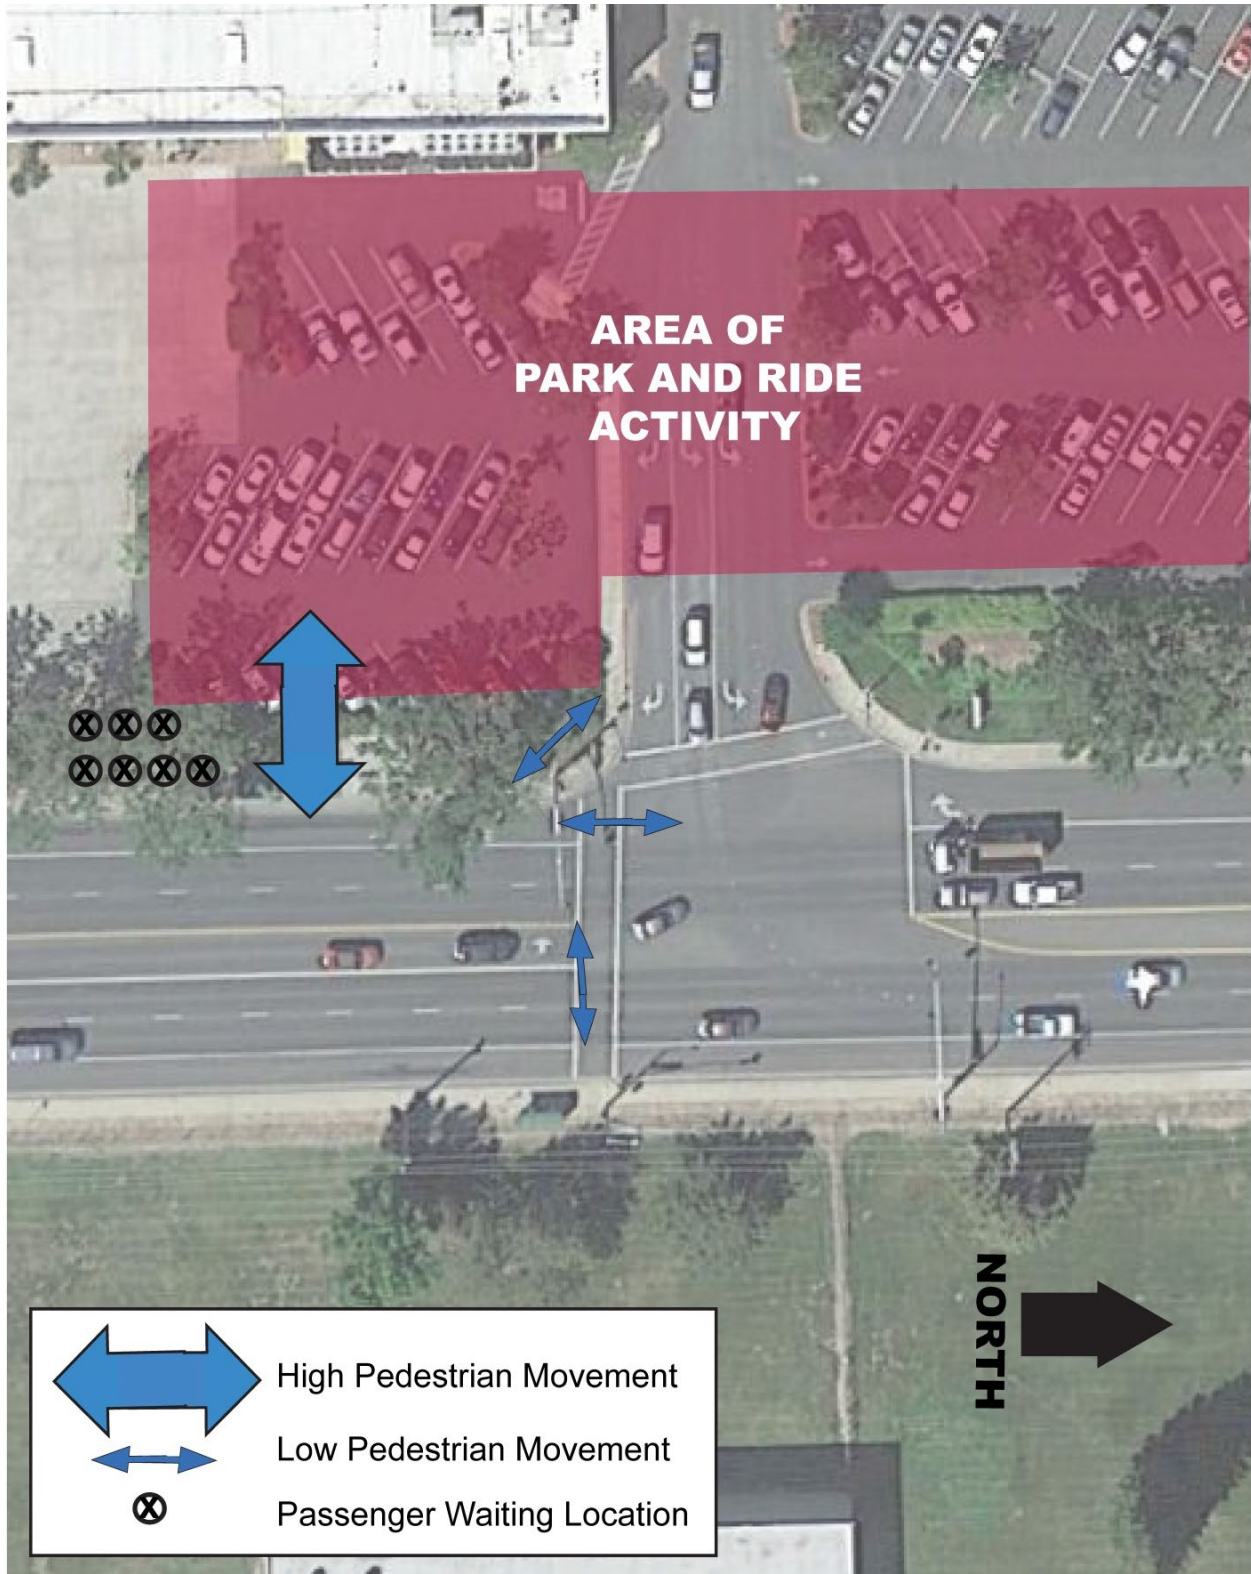 AREA OF
PARK AND RIDE
ACTIVITY
X X X
X X X X
NORTH
High Pedestrian Movement
Low Pedestrian Movement
X Passenger Waiting Location